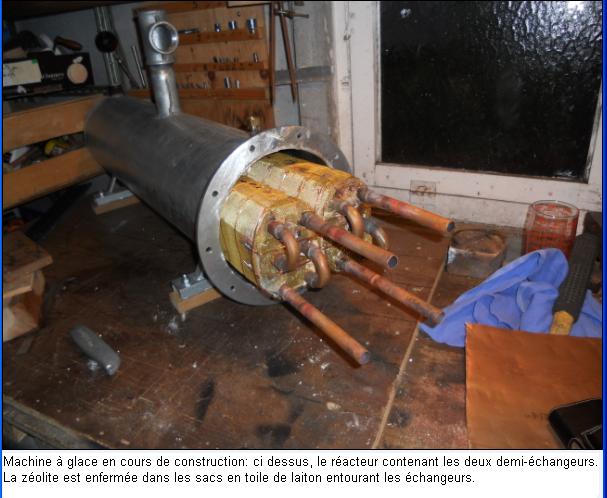 Machine à glace en cours de construction: ci dessus, le réacteur contenant les deux demi-échangeurs.
La zéolite est enfermée dans les sacs en toile de laiton entourant les échangeurs.